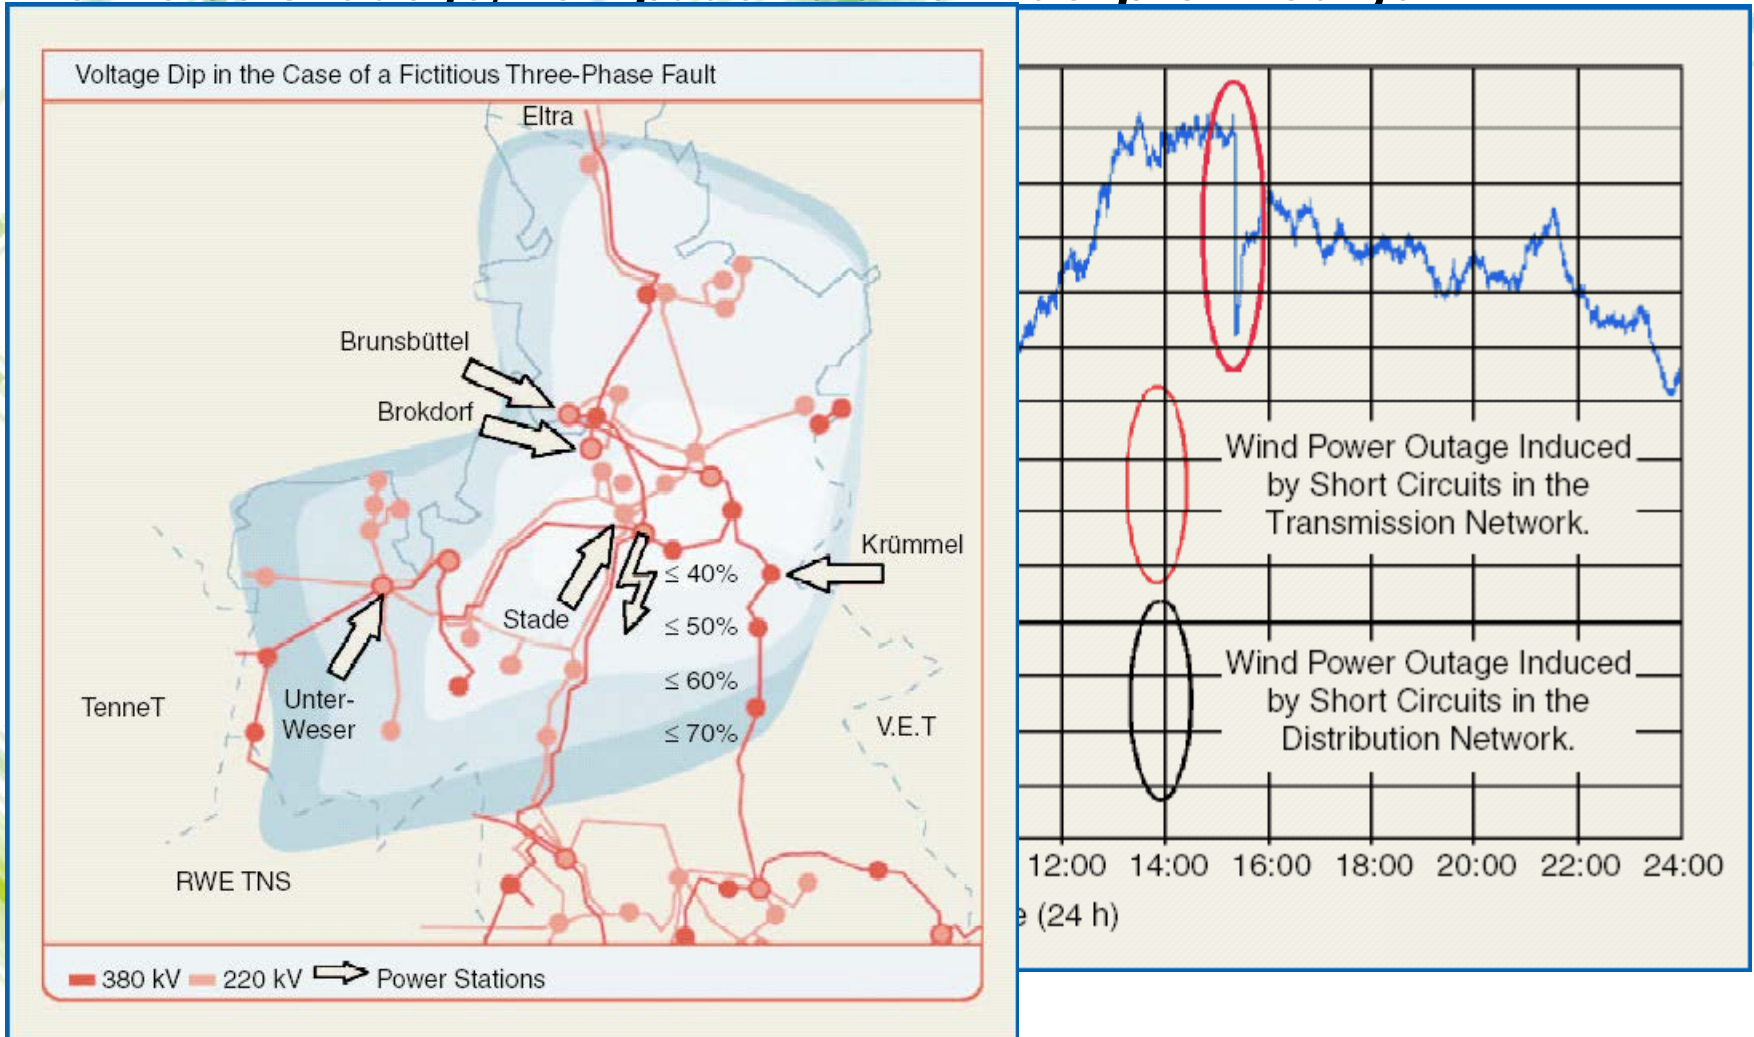 Voltage Dip in the Case of a Fictitious Three-Phase Fault
Eltra
Brunsbüttel
Brokdorf
Krümmel
Stade
≤ 40%
≤ 50%
≤ 60%
≤ 70%
Unter-
Weser
TenneT
V.E.T
RWE TNS
380 kV 220 kV Power Stations
Wind Power Outage Induced
by Short Circuits in the
Transmission Network.
Wind Power Outage Induced
by Short Circuits in the
Distribution Network.
12:00 14:00 16:00 18:00 20:00 22:00 24:00
(24 h)